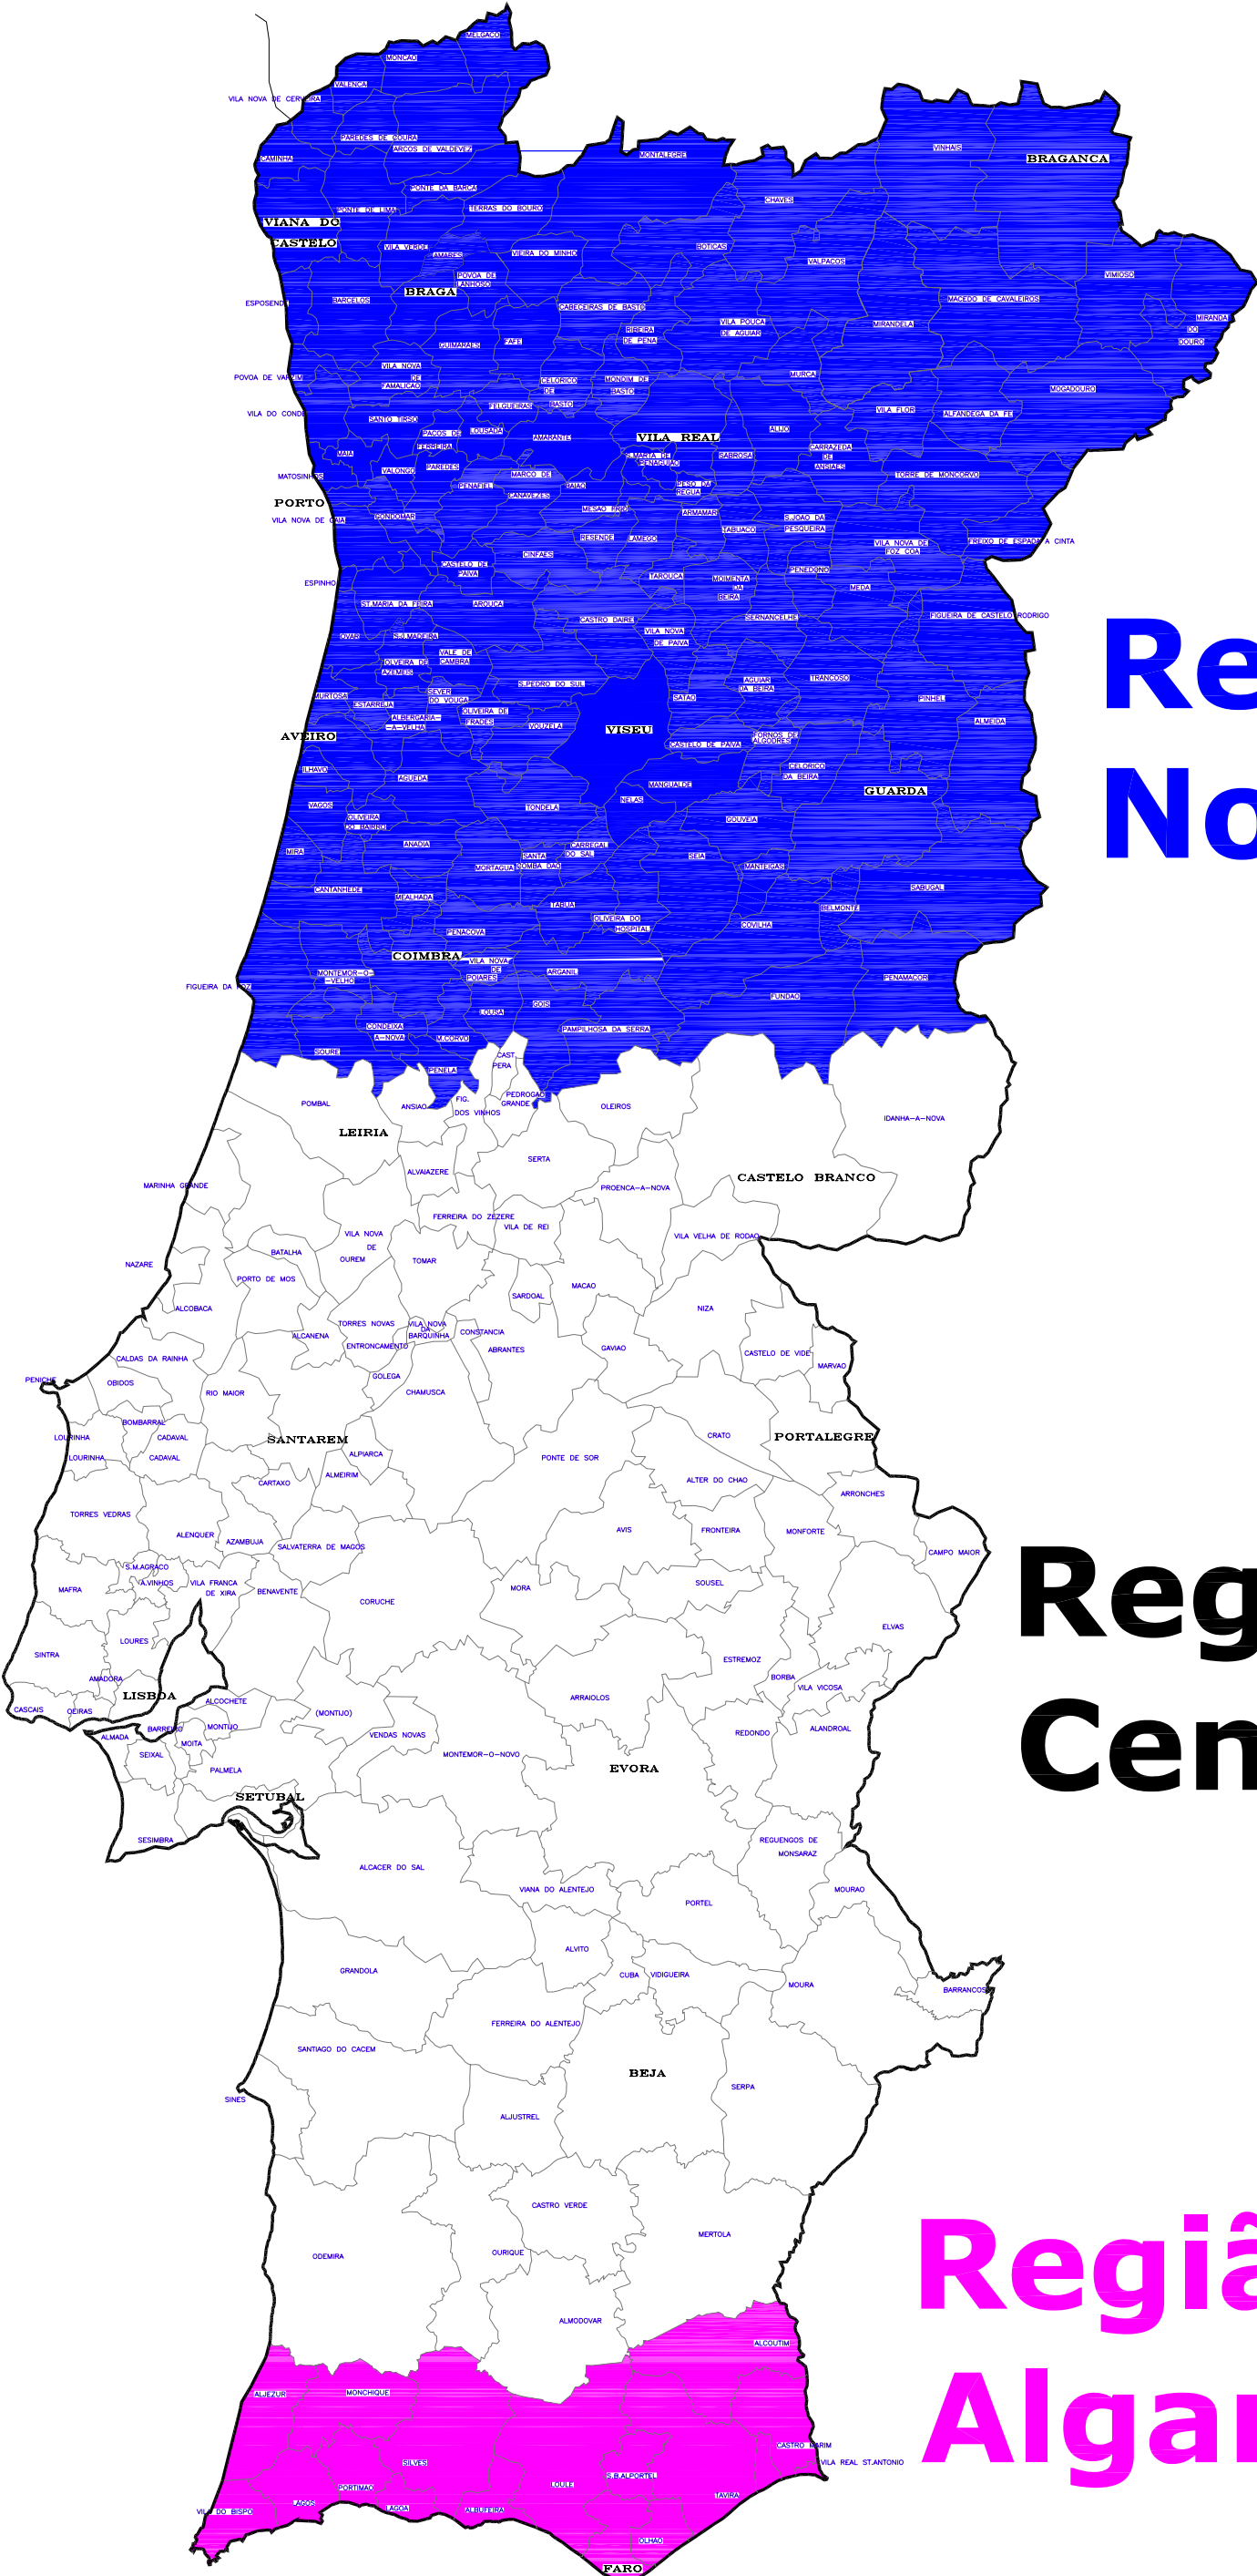 MELGACO
MONCAO
VALENCA
VILA NOVA DE CERVEIRA
PAREDES DE COURA
ARCOS DE VALDEVEZ
CAMINHA
MONTALEGRE
VINHAIS
BRAGANCA
PONTE DA BARCA
CHAVES
PONTE DE LIMA
TERRAS DO BOURO
VIANA DO
CASTELO
VILA VERDE
AMARES
VIEIRA DO MINHO
BOTICAS
VALPACOS
POVOA DE
LANHOSO
VIMIOSO
BRAGA
ESPOSEND
BARCELOS
CABECEIRAS DE BASTO
MACEDO DE CAVALEIROS
RIBEIRA
DE PENA
VILA POUCA
DE AGUIAR
MIRANDELA
MIRANDA
DO
DOURO
GUIMARAES
FAFE
VILA NOVA
DE
FAMALICAO
POVOA DE VARZIM
CELORICO
DE
BASTO
MONDIM DE
BASTO
MURCA
MOGADOURO
VILA DO CONDE
SANTO TIRSO
FELGUEIRAS
VILA FLOR
ALFANDEGA DA FE
PACOS DE
FERREIRA
LOUSADA
AMARANTE
VILA REAL
ALIJO
MAIA
S.MARTA DE
PENAGUIAO
SABROSA
CARRAZEDA
DE
ANSIAES
MATOSINHOS
VALONGO
PAREDES
MARCO DE
CANAVEZES
TORRE DE MONCORVO
PENAFIEL
BAIAO
PESO DA
REGUA
PORTO
MESAO FRIO
ARMAMAR
VILA NOVA DE GAIA
GONDOMAR
S.JOAO DA
PESQUEIRA
TABUACO
RESENDE
LAMEGO
VILA NOVA DE
FOZ COA
FREIXO DE ESPADA A CINTA
CINFAES
CASTELO DE
PAIVA
ESPINHO
TAROUCA
MOIMENTA
DA
BEIRA
PENEDONO
MEDA
ST.MARIA DA FEIRA
AROUCA
CASTRO DAIRE
SERNANCELHE
FIGUEIRA DE CASTELO RODRIGO
OVAR
S.J.MADEIRA
VILA NOVA
DE PAIVA
VALE DE
CAMBRA
OLVEIRA DE
AZEMEIS
S.PEDRO DO SUL
AGUIAR
DA BEIRA
TRANCOSO
MURTOSA
SEVER
DO VOUGA
SATAO
PINHEL
ESTARREJA
OLIVEIRA DE
FRADES
ALBERGARIA-
-A-VELHA
VOUZELA
VISEU
ALMEIDA
AVEIRO
FORNOS DE
ALGODRES
CASTELO DE PAIVA
ILHAVO
AGUEDA
CELORICO
DA BEIRA
MANGUALDE
GUARDA
VAGOS
TONDELA
NELAS
OLIVEIRA
DO BAIRRO
GOUVEIA
MIRA
ANADIA
CARREGAL
DO SAL
SANTA
COMBA DAO
SEIA
MORTAGUA
MANTEIGAS
CANTANHEDE
MEALHADA
SABUGAL
TABUA
BELMONTE
OLIVEIRA DO
HOSPITAL
COVILHA
PENACOVA
COIMBRA
VILA NOVA
DE
POIARES
MONTEMOR-O-
-VELHO
ARGANIL
PENAMACOR
FIGUEIRA DA FOZ
FUNDAO
LOUSA
GOIS
CONDEIXA
A-NOVA
M.CORVO
PAMPILHOSA DA SERRA
SOURE
CAST
PERA
PENELA
POMBAL
ANSIAO
FIG.
DOS VINHOS
PEDROGAO
GRANDE
OLEIROS
IDANHA-A-NOVA
LEIRIA
SERTA
ALVAIAZERE
CASTELO BRANCO
MARINHA GRANDE
PROENCA-A-NOVA
FERREIRA DO ZEZERE
VILA DE REI
VILA NOVA
DE
OUREM
VILA VELHA DE RODAO
BATALHA
TOMAR
NAZARE
PORTO DE MOS
MACAO
SARDOAL
ALCOBACA
NIZA
TORRES NOVAS
VILA NOVA
DA
BARQUINHA
CONSTANCIA
ALCANENA
ENTRONCAMENTO
ABRANTES
GAVIAO
CALDAS DA RAINHA
CASTELO DE VIDE
MARVAO
PENICHE
OBIDOS
GOLEGA
RIO MAIOR
CHAMUSCA
BOMBARRAL
LOURINHA
CADAVAL
SANTAREM
CRATO
PORTALEGRE
LOURINHA
CADAVAL
ALPIARCA
PONTE DE SOR
CARTAXO
ALMEIRIM
ALTER DO CHAO
ARRONCHES
TORRES VEDRAS
ALENQUER
AZAMBUJA
SALVATERRA DE MAGOS
AVIS
FRONTEIRA
MONFORTE
CAMPO MAIOR
S.M.AGRACO
A.VINHOS
MAFRA
VILA FRANCA
DE XIRA
BENAVENTE
CORUCHE
MORA
SOUSEL
ELVAS
LOURES
SINTRA
ESTREMOZ
AMADORA
BORBA
VILA VICOSA
LISBOA
CASCAIS
OEIRAS
ALCOCHETE
(MONTIJO)
ARRAIOLOS
BARREIRO
MONTIJO
ALMADA
VENDAS NOVAS
REDONDO
ALANDROAL
MOITA
SEIXAL
MONTEMOR-O-NOVO
PALMELA
EVORA
SETUBAL
SESIMBRA
REGUENGOS DE
MONSARAZ
ALCACER DO SAL
VIANA DO ALENTEJO
MOURAO
PORTEL
ALVITO
GRANDOLA
CUBA
VIDIGUEIRA
MOURA
BARRANCOS
FERREIRA DO ALENTEJO
SANTIAGO DO CACEM
BEJA
SERPA
SINES
ALJUSTREL
CASTRO VERDE
MERTOLA
ODEMIRA
OURIQUE
ALMODOVAR
ALCOUTIM
ALJEZUR
MONCHIQUE
CASTRO MARIM
SILVES
VILA REAL ST.ANTONIO
LOULE
S.B.ALPORTEL
PORTIMAO
TAVIRA
LAGOS
LAGOA
ALBUFEIRA
VILA DO BISPO
OLHAO
FARO
Re
No
Reg
Cen
Regiã
Algar